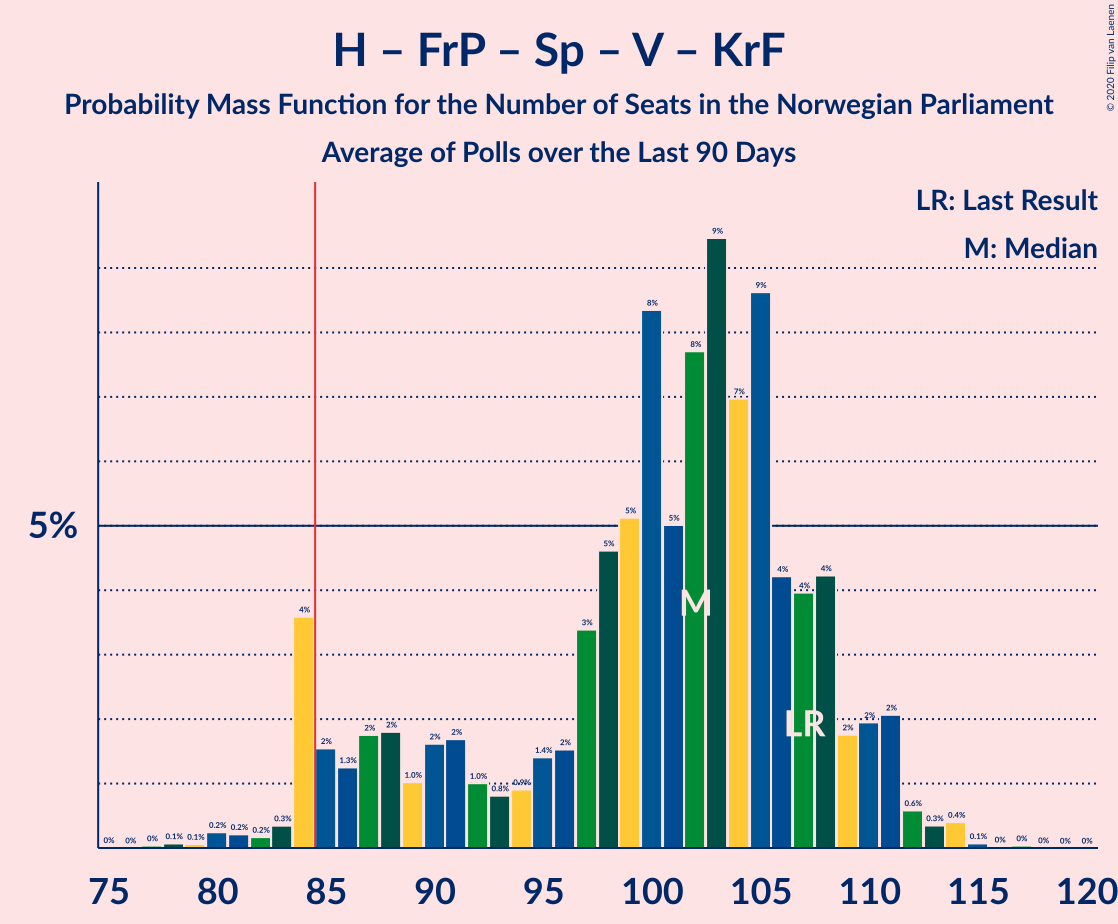 H – FrP – Sp – V – KrF
Probability Mass Function for the Number of Seats in the Norwegian Parliament
Average of Polls over the Last 90 Days
© 2020 Filip van Laenen
LR: Last Result
M: Median
5%
0% 0% 0% 0.1% 0.1% 0.2% 0.2% 0.2% 0.3% 4% 2% 1.3% 2% 2% 1.0% 2% 2% 1.0% 0.8% 0.9% 1.4% 2% 3% 5% 5% 8% 5% 8% 9% 7% 9% 4% 4% 4% 2% 2% 2% 0.6% 0.3% 0.4% 0.1% 0% 0% 0% 0% 0%
M
LR
75 80 85 90 95 100 105 110 115 120